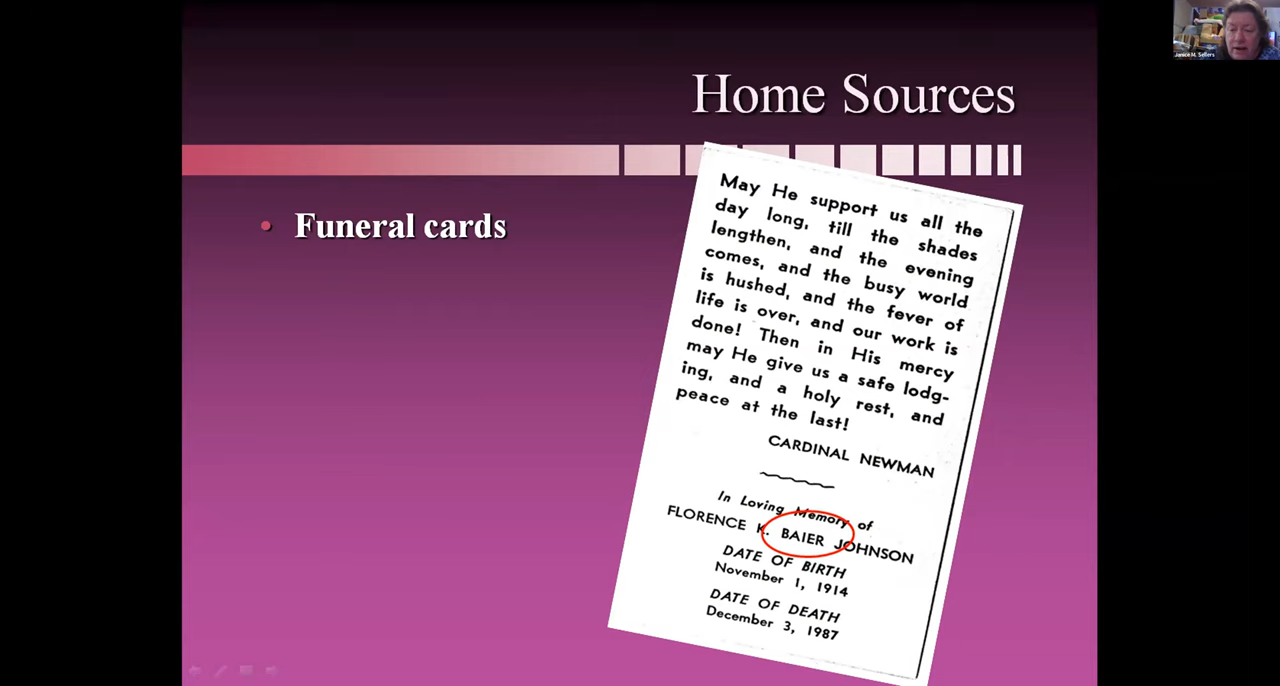 Janice M. Sellers
Home Sources
• Funeral cards
May He support us all the
day long, till the shades
lengthen, and the evening
comes, and the busy world
is hushed, and the fever of
life is over, and our work is
done! Then in His mercy
may He give us a safe lodg-
ing, and a holy rest, and
peace at the last!
CARDINAL NEWMAN
In Loving Memory of
FLORENCE K. BAIER JOHNSON
DATE OF BIRTH
November 1, 1914
DATE OF DEATH
December 3, 1987